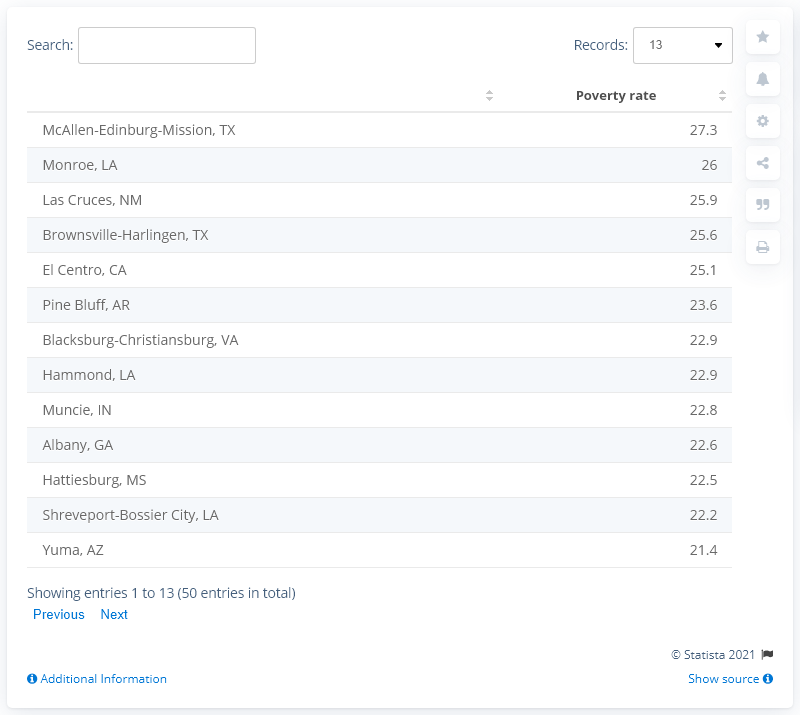 Search:
Records: 13
Poverty rate
McAllen-Edinburg-Mission, TX 27.3
Monroe, LA 26
Las Cruces, NM 25.9
Brownsville-Harlingen, TX 25.6
El Centro, CA 25.1
Pine Bluff, AR 23.6
Blacksburg-Christiansburg, VA 22.9
Hammond, LA 22.9
Muncie, IN 22.8
Albany, GA 22.6
Hattiesburg, MS 22.5
Shreveport-Bossier City, LA 22.2
Yuma, AZ 21.4
Showing entries 1 to 13 (50 entries in total)
Previous Next
© Statista 2021
Additional Information
Show source